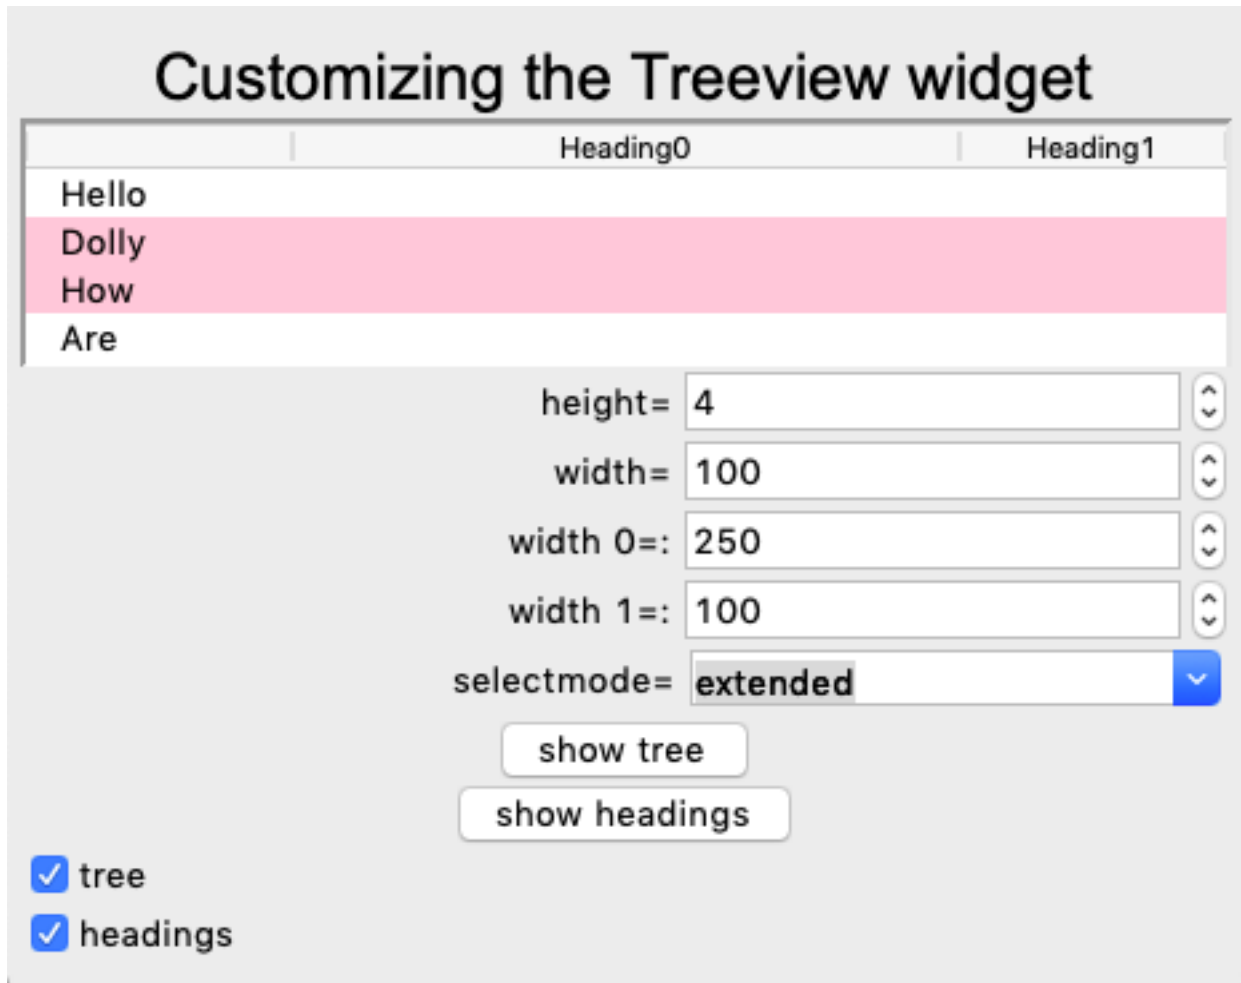 Customizing the Treeview widget
Heading0 Heading1
Hello
Dolly
How
Are
height= 4
width= 100
width 0=: 250
width 1=: 100
selectmode= extended
show tree
show headings
tree
headings